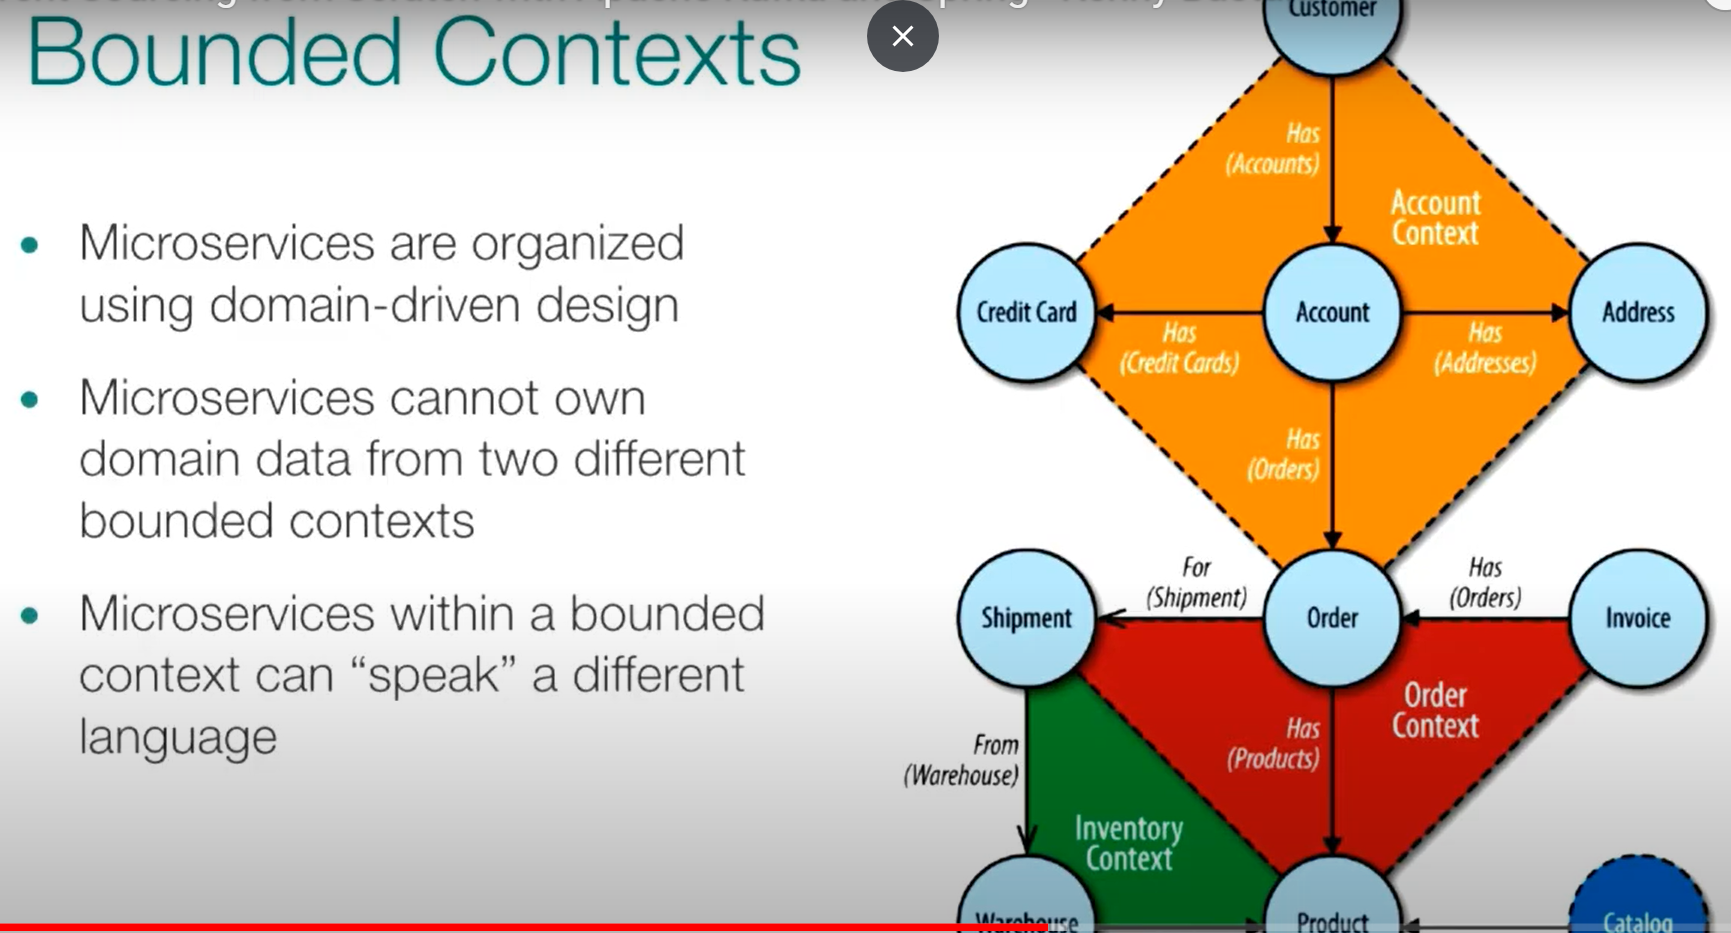 Bounded Contexts
Microservices are organized
using domain-driven design
Microservices cannot own
domain data from two different
bounded contexts
Microservices within a bounded
context can “speak” a different
language
Customer
Has
(Accounts)
Account
Context
Credit Card
Account
Address
Has
(Credit Cards)
Has
(Addresses)
Has
(Orders)
For
(Shipment)
Has
(Orders)
Shipment
Order
Invoice
Order
Context
Has
(Products)
From
(Warehouse)
Inventory
Context
Warehouse
Product
Catalog